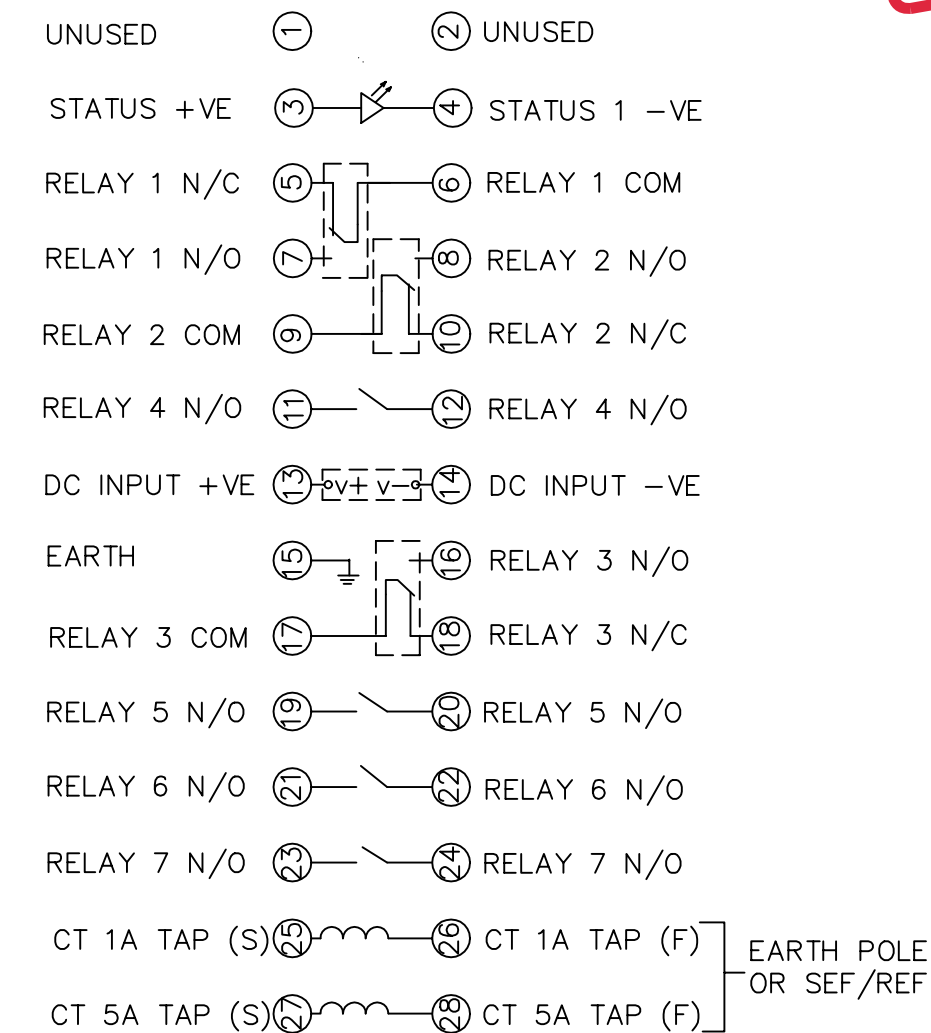 UNUSED 1 2 UNUSED
STATUS +VE 3 4 STATUS 1 −VE
RELAY 1 N/C 5 6 RELAY 1 COM
RELAY 1 N/O 7 8 RELAY 2 N/O
RELAY 2 COM 9 10 RELAY 2 N/C
RELAY 4 N/O 11 12 RELAY 4 N/O
DC INPUT +VE 13 V+ V− 14 DC INPUT −VE
EARTH 15 16 RELAY 3 N/O
RELAY 3 COM 17 18 RELAY 3 N/C
RELAY 5 N/O 19 20 RELAY 5 N/O
RELAY 6 N/O 21 22 RELAY 6 N/O
RELAY 7 N/O 23 24 RELAY 7 N/O
CT 1A TAP (S) 25 26 CT 1A TAP (F)
CT 5A TAP (S) 27 28 CT 5A TAP (F)
EARTH POLE
OR SEF/REF